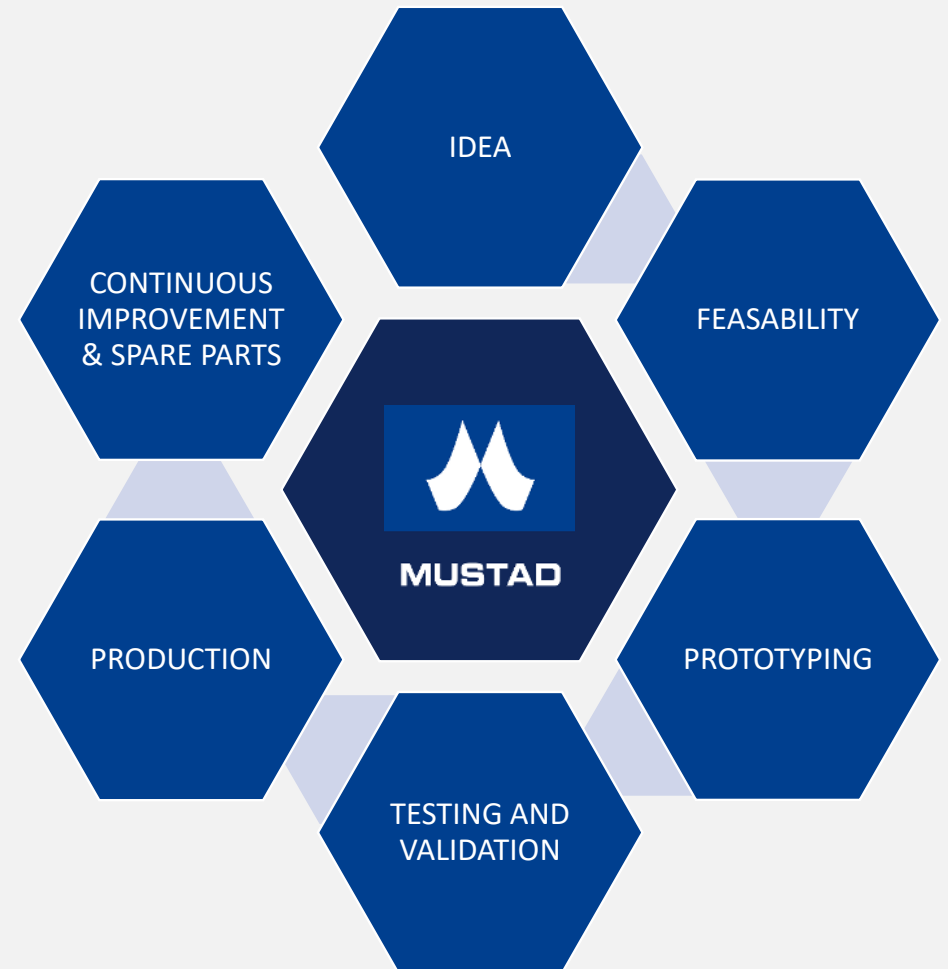 IDEA
FEASABILITY
PROTOTYPING
TESTING AND
VALIDATION
PRODUCTION
CONTINUOUS
IMPROVEMENT
& SPARE PARTS
MUSTAD